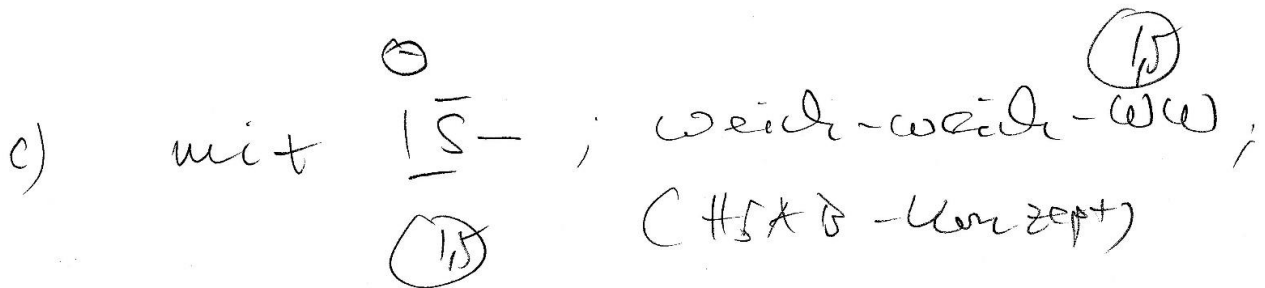 ⊖ 1,5
c) mit |S̲̅– ; weich-weich-WW;
1,5 (HSAB-Konzept)